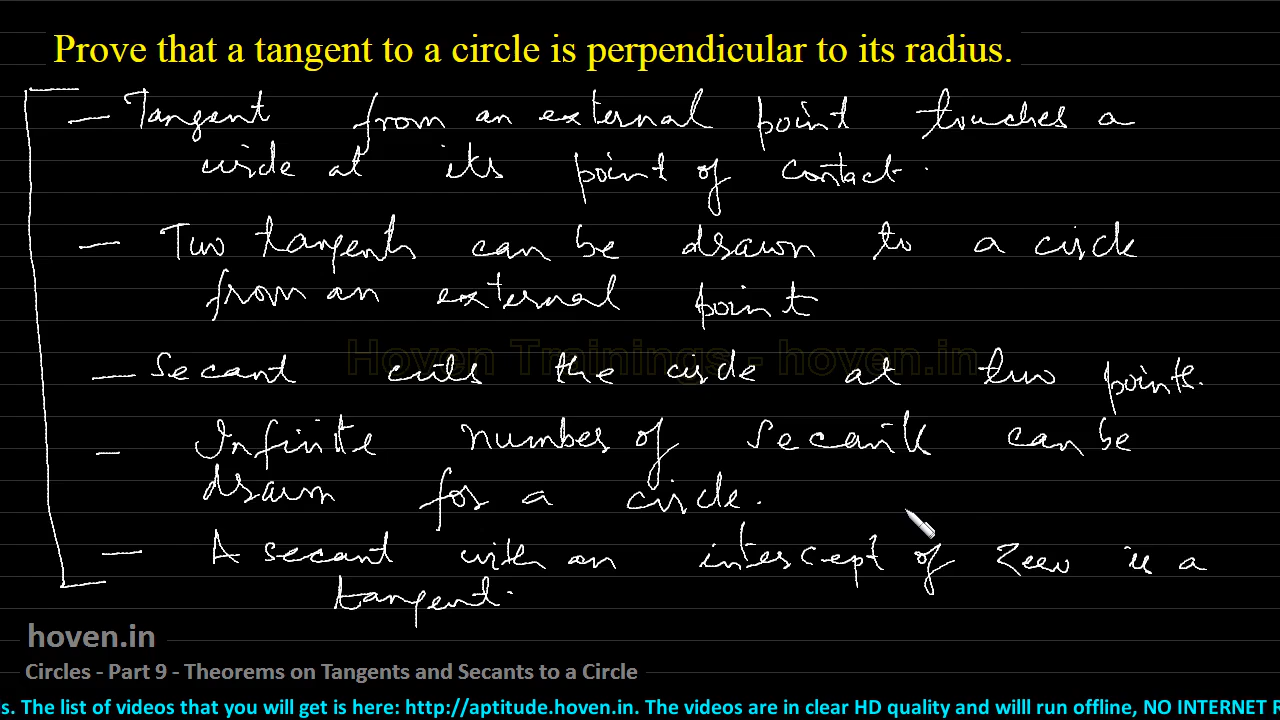 Prove that a tangent to a circle is perpendicular to its radius.
— Tangent from an external point touches a
circle at its point of contact.
— Two tangents can be drawn to a circle
from an external point
Hoven Trainings - hoven.in
— Secant cuts the circle at two points.
— Infinite number of secants can be
drawn for a circle.
— A secant with an intercept of zero is a
tangent.
hoven.in
Circles - Part 9 - Theorems on Tangents and Secants to a Circle
s. The list of videos that you will get is here: http://aptitude.hoven.in. The videos are in clear HD quality and willl run offline, NO INTERNET R